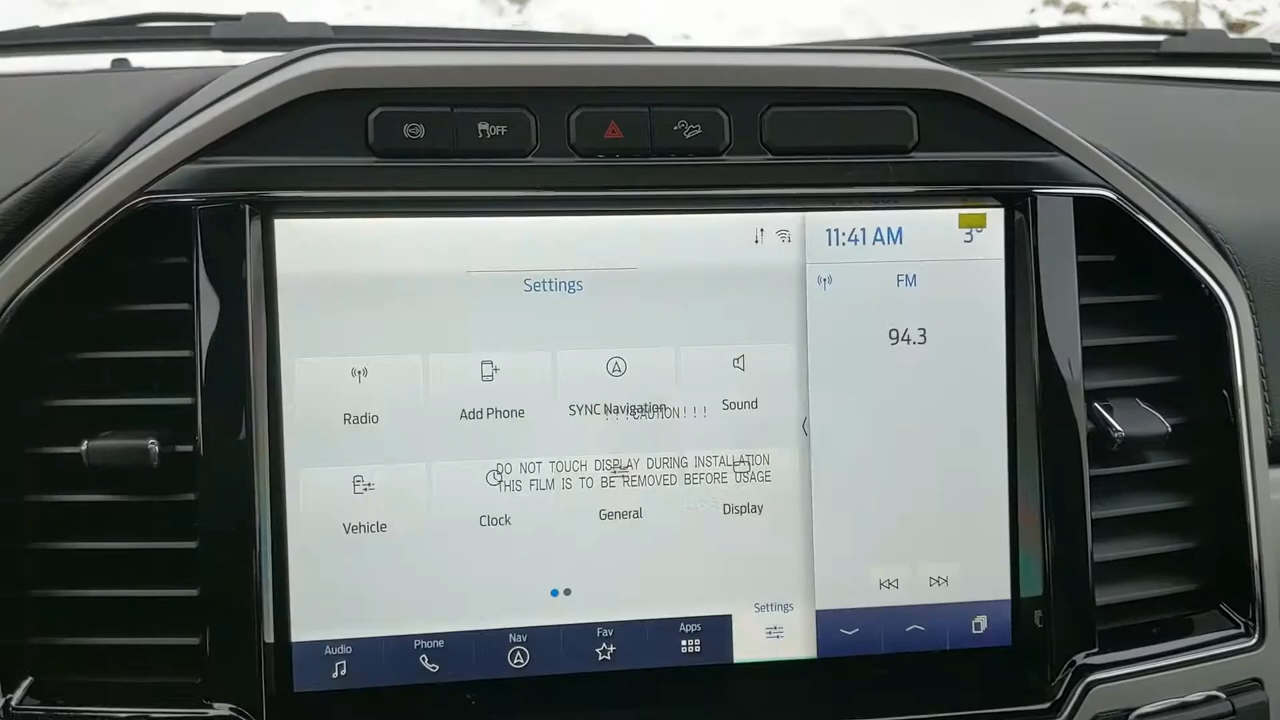 OFF
11:41 AM 3°
Settings
FM
94.3
Radio
Add Phone
SYNC Navigation
Sound
!!!CAUTION!!!
DO NOT TOUCH DISPLAY DURING INSTALLATION
THIS FILM IS TO BE REMOVED BEFORE USAGE
Vehicle
Clock
General
Display
Audio
Phone
Nav
Fav
Apps
Settings